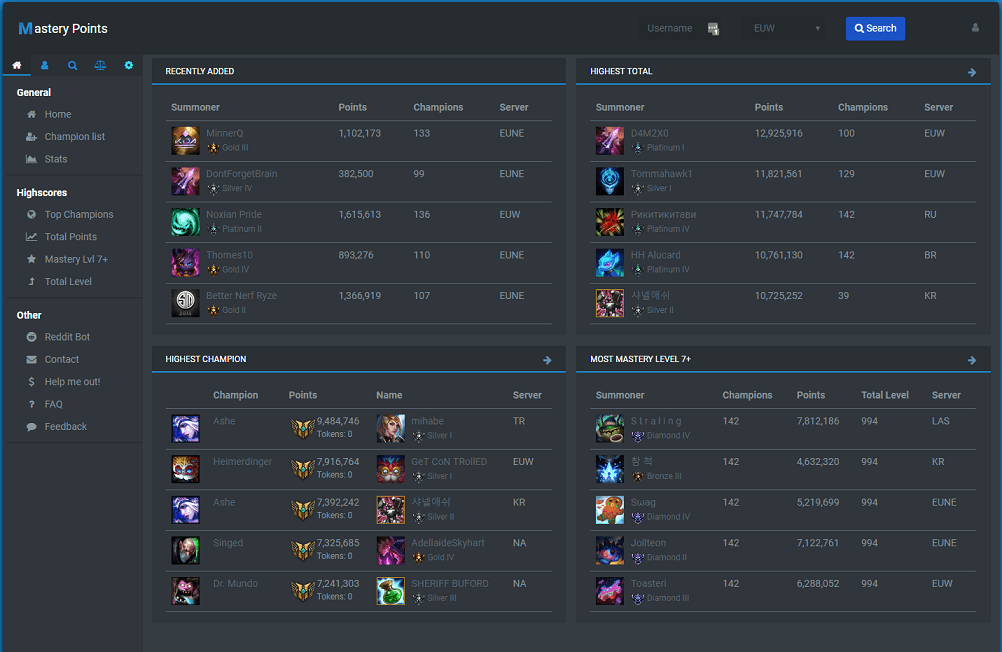 Mastery Points
Username
EUW
Search
General
Home
Champion list
Stats
Highscores
Top Champions
Total Points
Mastery Lvl 7+
Total Level
Other
Reddit Bot
Contact
Help me out!
FAQ
Feedback
RECENTLY ADDED
Summoner Points Champions Server
MinnerQ 1,102,173 133 EUNE
Gold III
DontForgetBrain 382,500 99 EUNE
Silver IV
Noxian Pride 1,615,613 136 EUW
Platinum II
Thomes10 893,276 110 EUNE
Gold IV
Better Nerf Ryze 1,366,919 107 EUNE
Gold II
HIGHEST TOTAL
Summoner Points Champions Server
D4M2X0 12,925,916 100 EUW
Platinum I
Tommahawk1 11,821,561 129 EUW
Silver I
Рикитикитави 11,747,784 142 RU
Platinum IV
HH Alucard 10,761,130 142 BR
Platinum IV
샤넬애쉬 10,725,252 39 KR
Silver II
HIGHEST CHAMPION
Champion Points Name Server
Ashe 9,484,746 mihabe TR
Tokens: 0 Silver I
Heimerdinger 7,916,764 GeT CoN TRollED EUW
Tokens: 0 Silver I
Ashe 7,392,242 샤넬애쉬 KR
Tokens: 0 Silver II
Singed 7,325,685 AdellaideSkyhart NA
Tokens: 0 Gold IV
Dr. Mundo 7,241,303 SHERIFF BUFORD NA
Tokens: 0 Silver III
MOST MASTERY LEVEL 7+
Summoner Champions Points Total Level Server
S t r a l i n g 142 7,812,186 994 LAS
Diamond IV
참 척 142 4,632,320 994 KR
Bronze III
142 5,219,699 994 EUNE
Diamond IV
Jollteon 142 7,122,761 994 EUNE
Diamond II
Toasteri 142 6,288,052 994 EUW
Diamond III